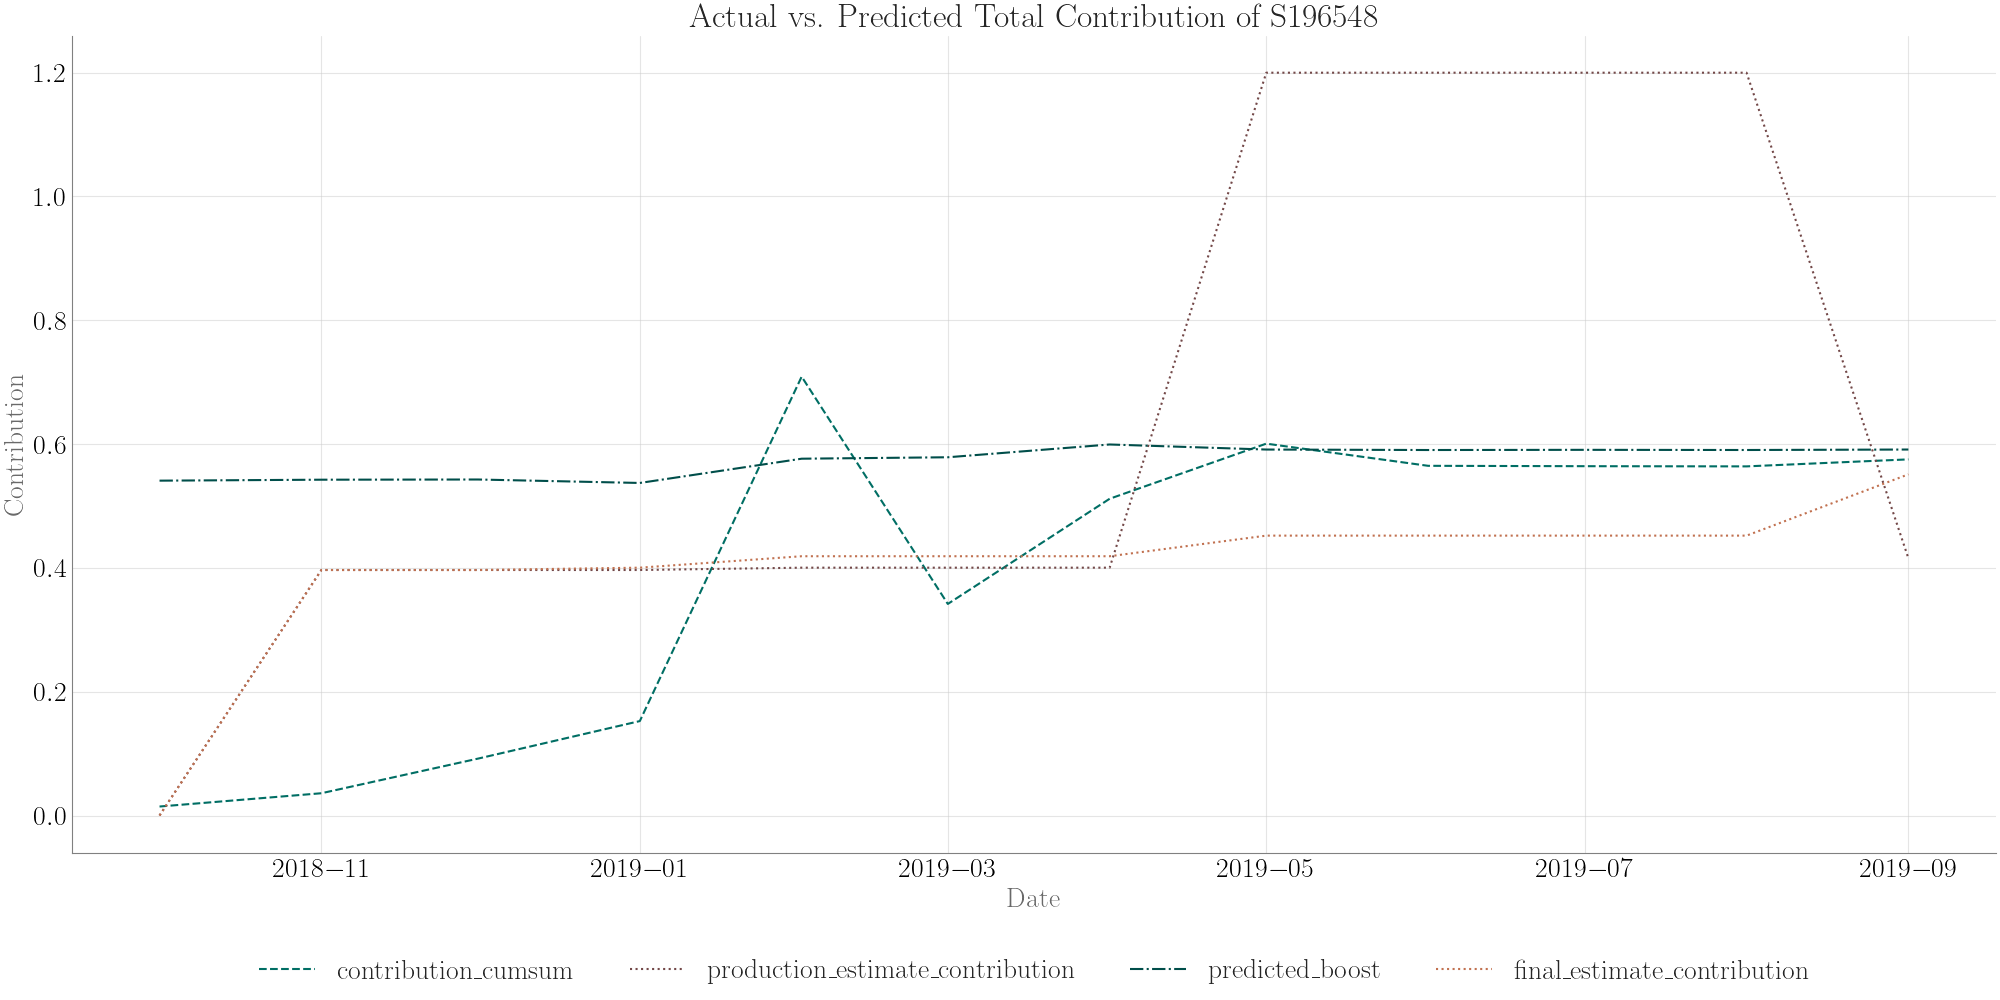 Actual vs. Predicted Total Contribution of S196548
Contribution
1.2
1.0
0.8
0.6
0.4
0.2
0.0
2018–11 2019–01 2019–03 2019–05 2019–07 2019–09
Date
contribution_cumsum production_estimate_contribution predicted_boost final_estimate_contribution